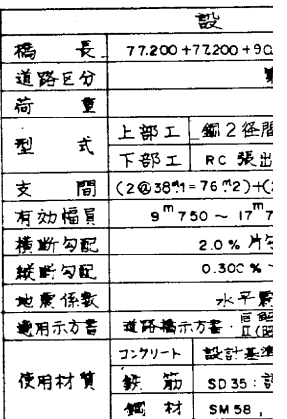 設
橋 長 77.200+77.200+90.
道路区分
荷 重
型 式 上部工 鋼2径間
下部工 RC 張出
支 間 (2@38ᵐ1=76ᵐ2)+(
有効幅員 9ᵐ750 ~ 17ᵐ7
横断勾配 2.0% 片勾
縦断勾配 0.300% ~
地震係数 水平震
適用示方書 道路橋示方書・
使用材質 コンクリート 設計基準
鉄 筋 SD35:
鋼 材 SM58,